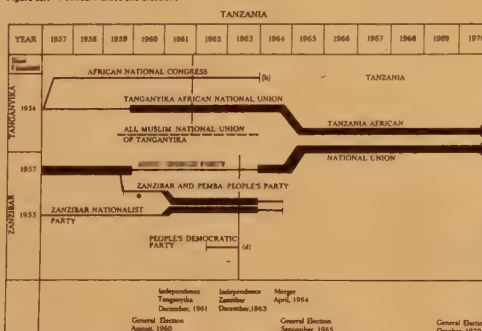 TANZANIA
YEAR 1957 1958 1959 1960 1961 1962 1963 1964 1965 1966 1967 1968 1969 1970
AFRICAN NATIONAL CONGRESS (b) TANZANIA
TANGANYIKA
1954 TANGANYIKA AFRICAN NATIONAL UNION
TANZANIA AFRICAN
ALL MUSLIM NATIONAL UNION
OF TANGANYIKA
NATIONAL UNION
ZANZIBAR
1957 PARTY
ZANZIBAR AND PEMBA PEOPLE'S PARTY
1955 ZANZIBAR NATIONALIST
PARTY
PEOPLE'S DEMOCRATIC
PARTY (d)
Independence Independence Merger
Tanganyika Zanzibar April, 1964
December, 1961 December, 1963
General Election General Election General Election
August, 1960 September, 1965